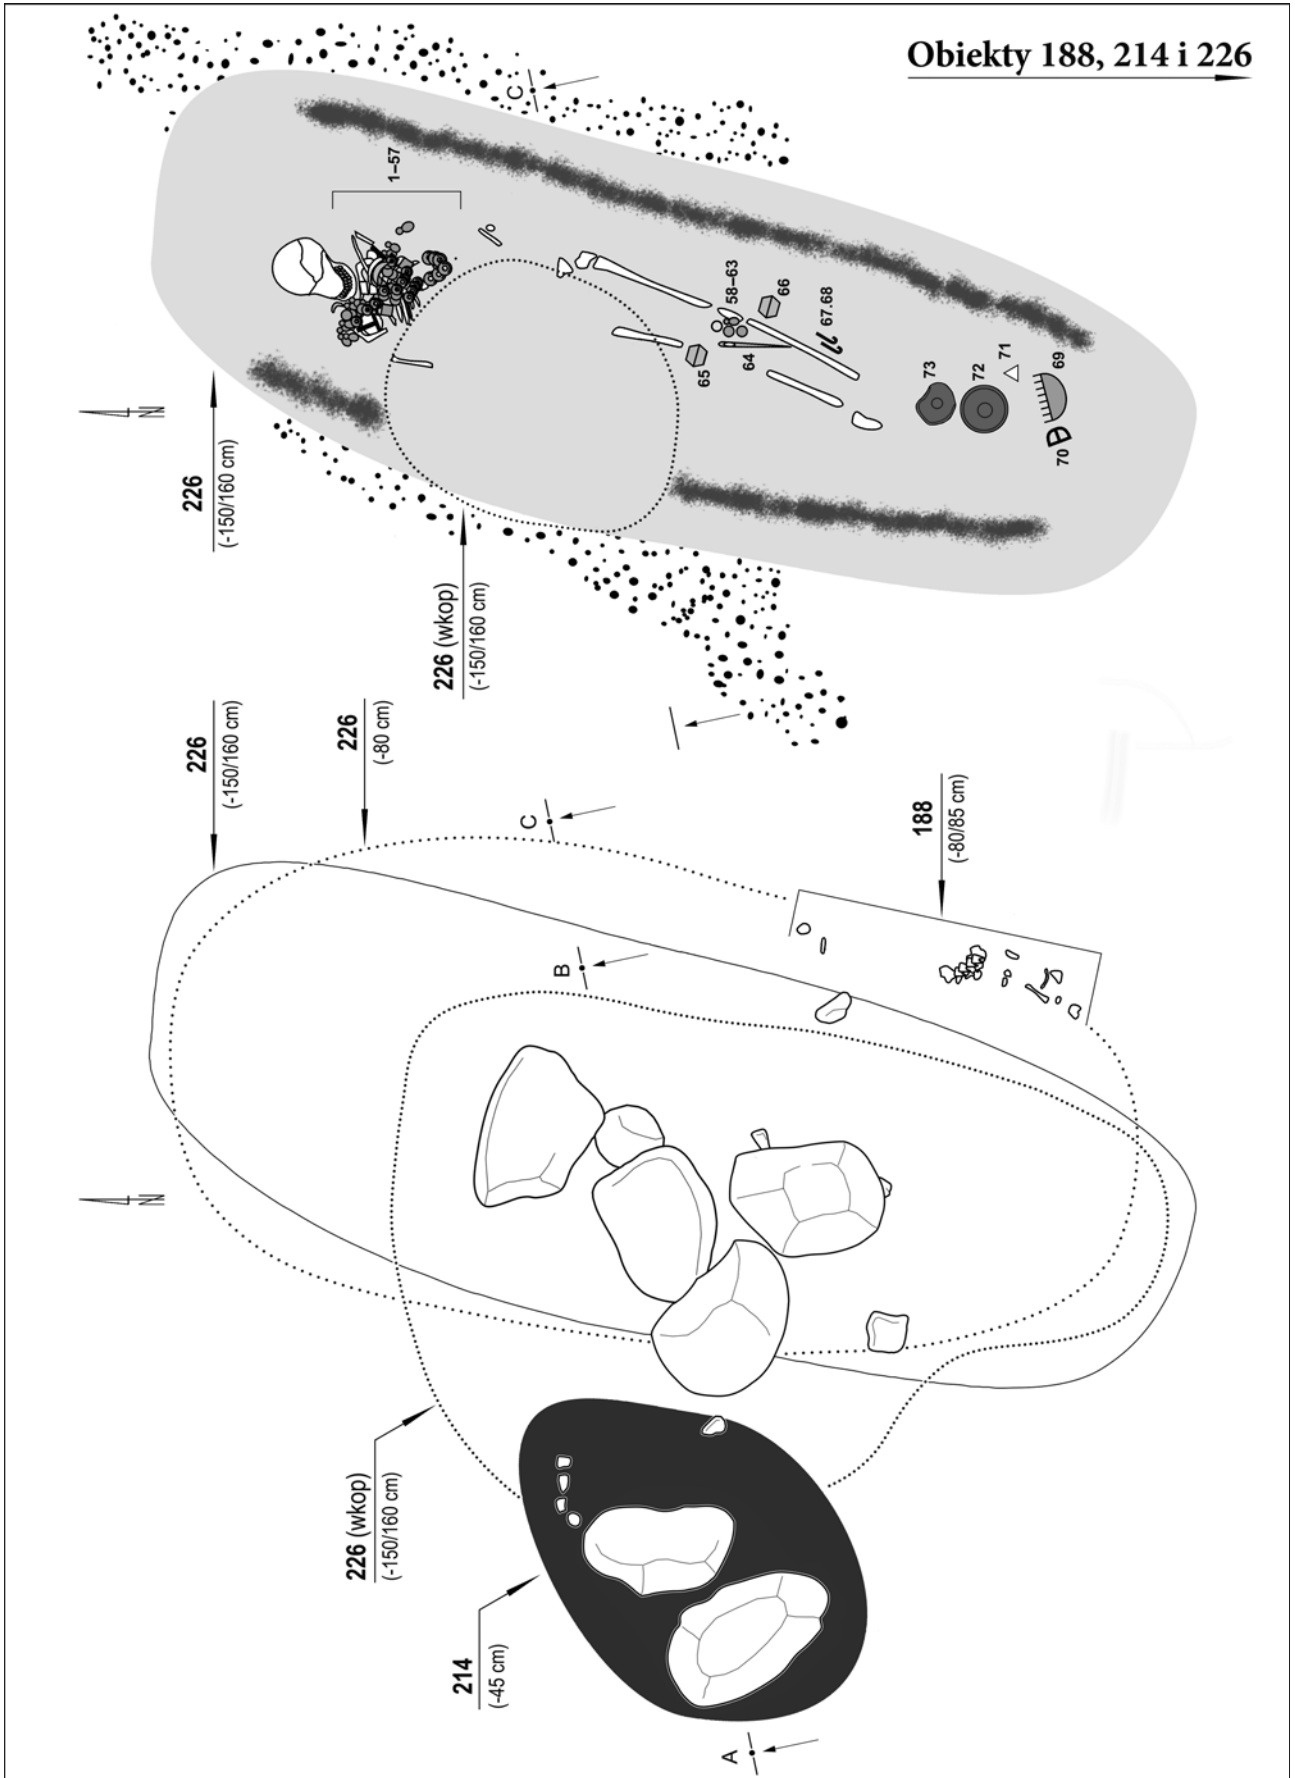 Obiekty 188, 214 i 226
C
1–57
N
226
(-150/160 cm)
58–63
66
67.68
65
64
73
72
71
69
70
226 (wkop)
(-150/160 cm)
226
(-150/160 cm)
226
(-80 cm)
C
188
(-80/85 cm)
B
N
226 (wkop)
(-150/160 cm)
214
(-45 cm)
A